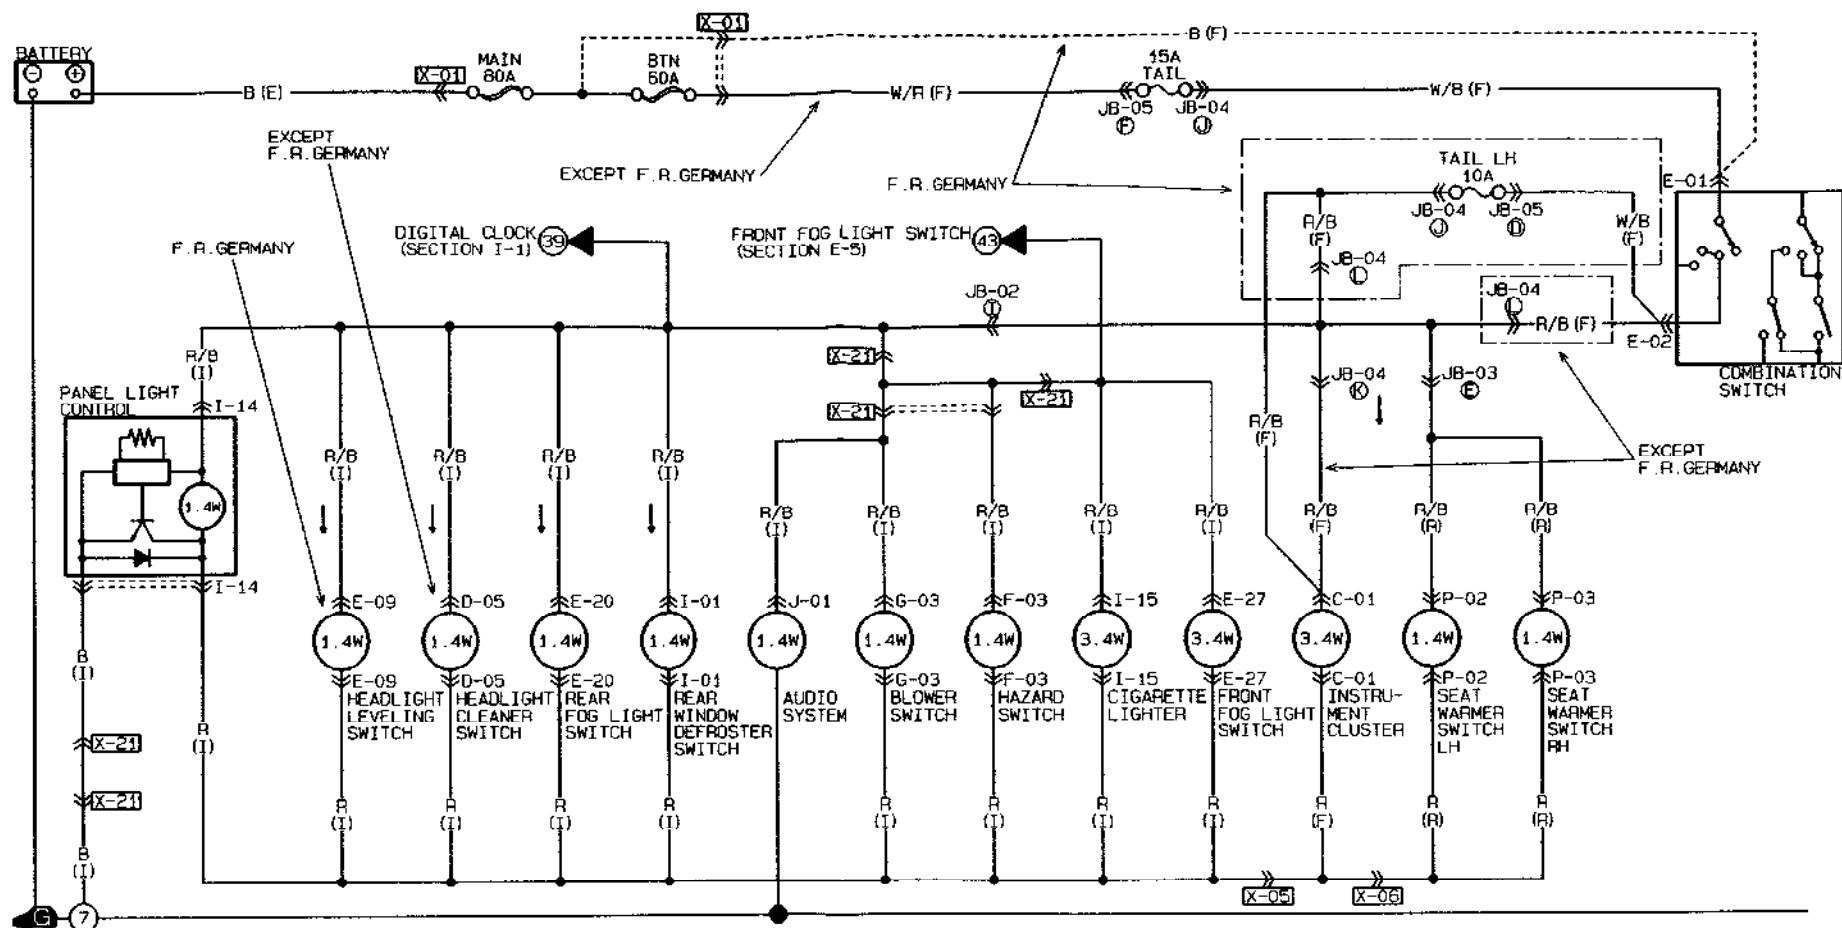 X-01
BATTERY
MAIN
80A
BTN
60A
15A
TAIL
B (F)
X-01
B (E)
W/R (F)
JB-05
F
JB-04
J
W/B (F)
EXCEPT
F.R.GERMANY
EXCEPT F.R.GERMANY
F.R.GERMANY
TAIL LH
10A
JB-04
J
JB-05
D
E-01
R/B
(F)
W/B
(F)
F.R.GERMANY
DIGITAL CLOCK
(SECTION I-1)
39
FRONT FOG LIGHT SWITCH
(SECTION E-5)
43
JB-04
L
JB-02
I
JB-04
L
R/B (F)
E-02
R/B
(I)
X-21
JB-04
K
JB-03
E
COMBINATION
SWITCH
PANEL LIGHT
CONTROL
I-14
X-21
X-21
R/B
(F)
EXCEPT
F.R.GERMANY
R/B
(I)
R/B
(I)
R/B
(I)
R/B
(I)
1.4W
R/B
(I)
R/B
(I)
R/B
(I)
R/B
(I)
R/B
(I)
R/B
(F)
R/B
(R)
R/B
(R)
I-14
E-09
D-05
E-20
I-01
J-01
G-03
F-03
I-15
E-27
C-01
P-02
P-03
1.4W
1.4W
1.4W
1.4W
1.4W
1.4W
1.4W
3.4W
3.4W
3.4W
1.4W
1.4W
B
(I)
E-09
D-05
E-20
I-01
G-03
F-03
I-15
E-27
C-01
P-02
P-03
HEADLIGHT
LEVELING
SWITCH
HEADLIGHT
CLEANER
SWITCH
REAR
FOG LIGHT
SWITCH
REAR
WINDOW
DEFROSTER
SWITCH
AUDIO
SYSTEM
BLOWER
SWITCH
HAZARD
SWITCH
CIGARETTE
LIGHTER
FRONT
FOG LIGHT
SWITCH
INSTRU-
MENT
CLUSTER
SEAT
WARMER
SWITCH
LH
SEAT
WARMER
SWITCH
RH
X-21
R
(I)
X-21
R
(I)
R
(I)
R
(I)
R
(I)
R
(I)
R
(I)
R
(I)
R
(I)
R
(F)
R
(R)
R
(R)
B
(I)
X-05
X-06
G
7